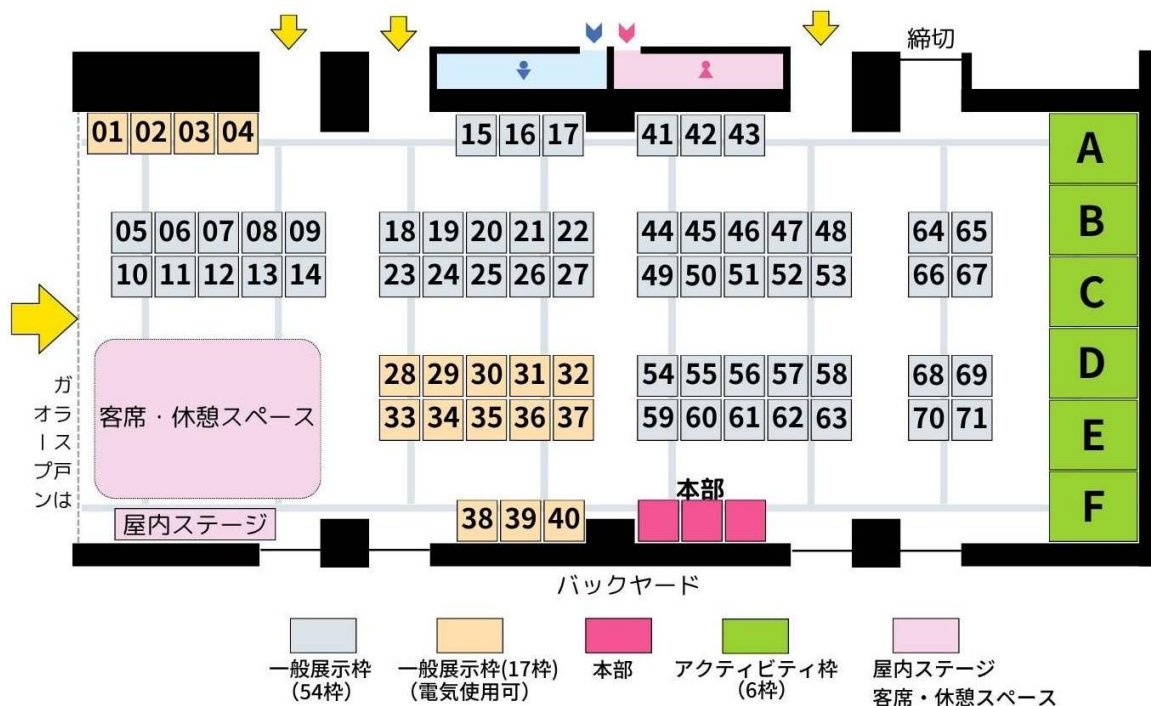 締切
01 02 03 04
15 16 17
41 42 43
A
05 06 07 08 09
18 19 20 21 22
44 45 46 47 48
64 65
B
10 11 12 13 14
23 24 25 26 27
49 50 51 52 53
66 67
C
ガラス戸は
オープン
客席・休憩スペース
28 29 30 31 32
54 55 56 57 58
68 69
D
33 34 35 36 37
59 60 61 62 63
70 71
E
屋内ステージ
38 39 40
本部
F
バックヤード
一般展示枠
(54枠)
一般展示枠(17枠)
(電気使用可)
本部
アクティビティ枠
(6枠)
屋内ステージ
客席・休憩スペース